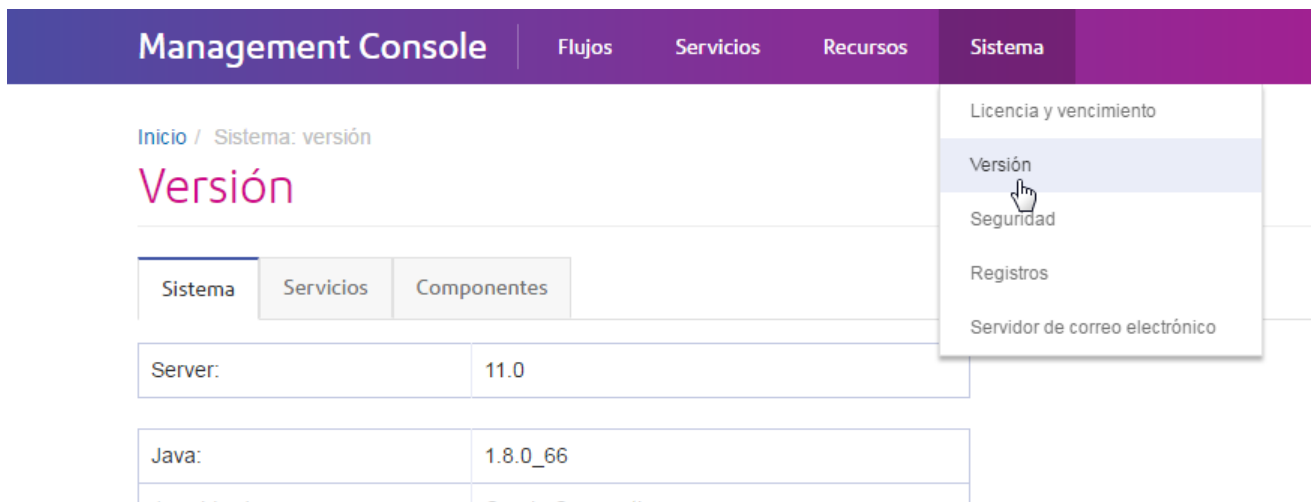 Management Console Flujos Servicios Recursos Sistema
Licencia y vencimiento
Inicio / Sistema: versión
Versión
Versión
Seguridad
Registros
Servidor de correo electrónico
Sistema Servicios Componentes
Server: 11.0
Java: 1.8.0_66